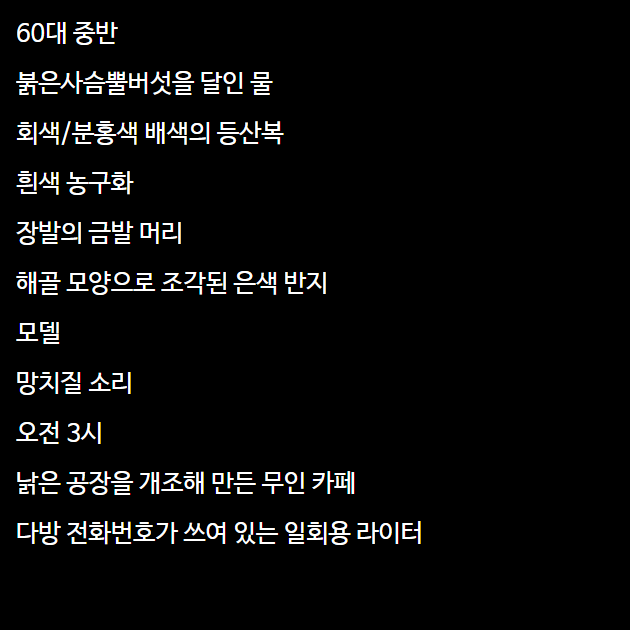 60대 중반
붉은사슴뿔버섯을 달인 물
회색/분홍색 배색의 등산복
흰색 농구화
장발의 금발 머리
해골 모양으로 조각된 은색 반지
모델
망치질 소리
오전 3시
낡은 공장을 개조해 만든 무인 카페
다방 전화번호가 쓰여 있는 일회용 라이터